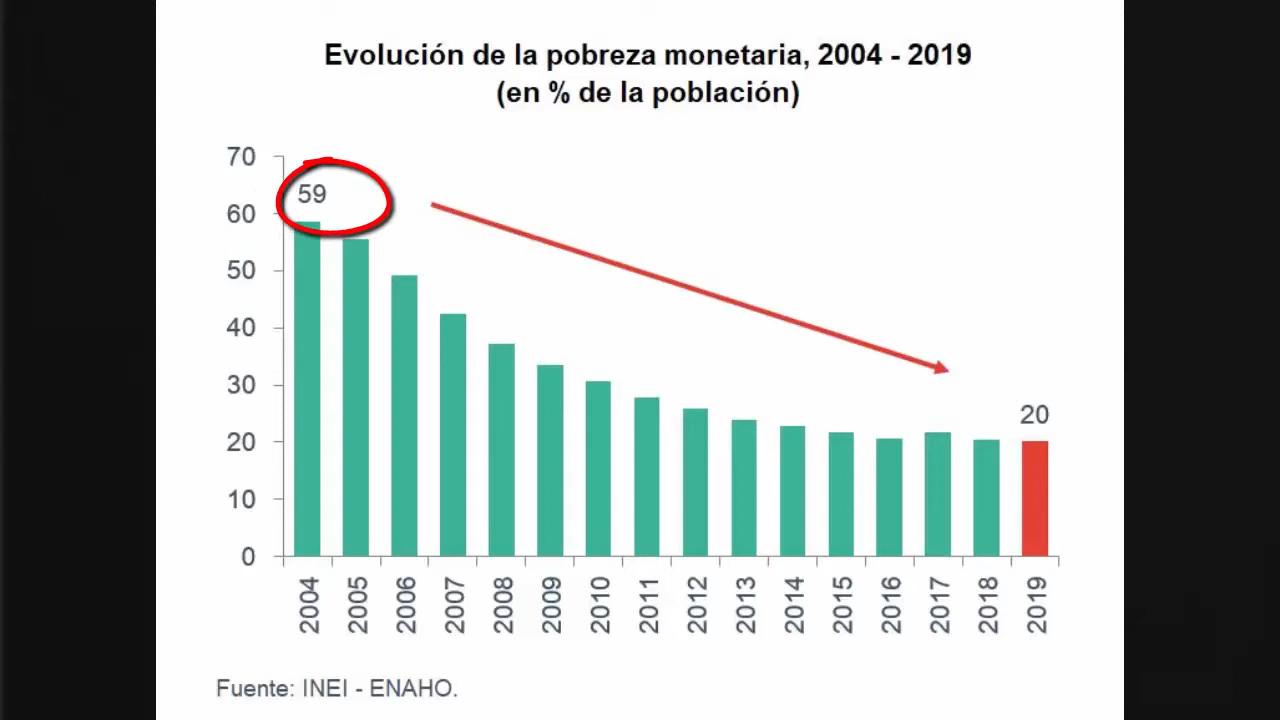 Evolución de la pobreza monetaria, 2004 - 2019
(en % de la población)
70
59
60
50
40
30
20
20
10
0
2004 2005 2006 2007 2008 2009 2010 2011 2012 2013 2014 2015 2016 2017 2018 2019
Fuente: INEI - ENAHO.